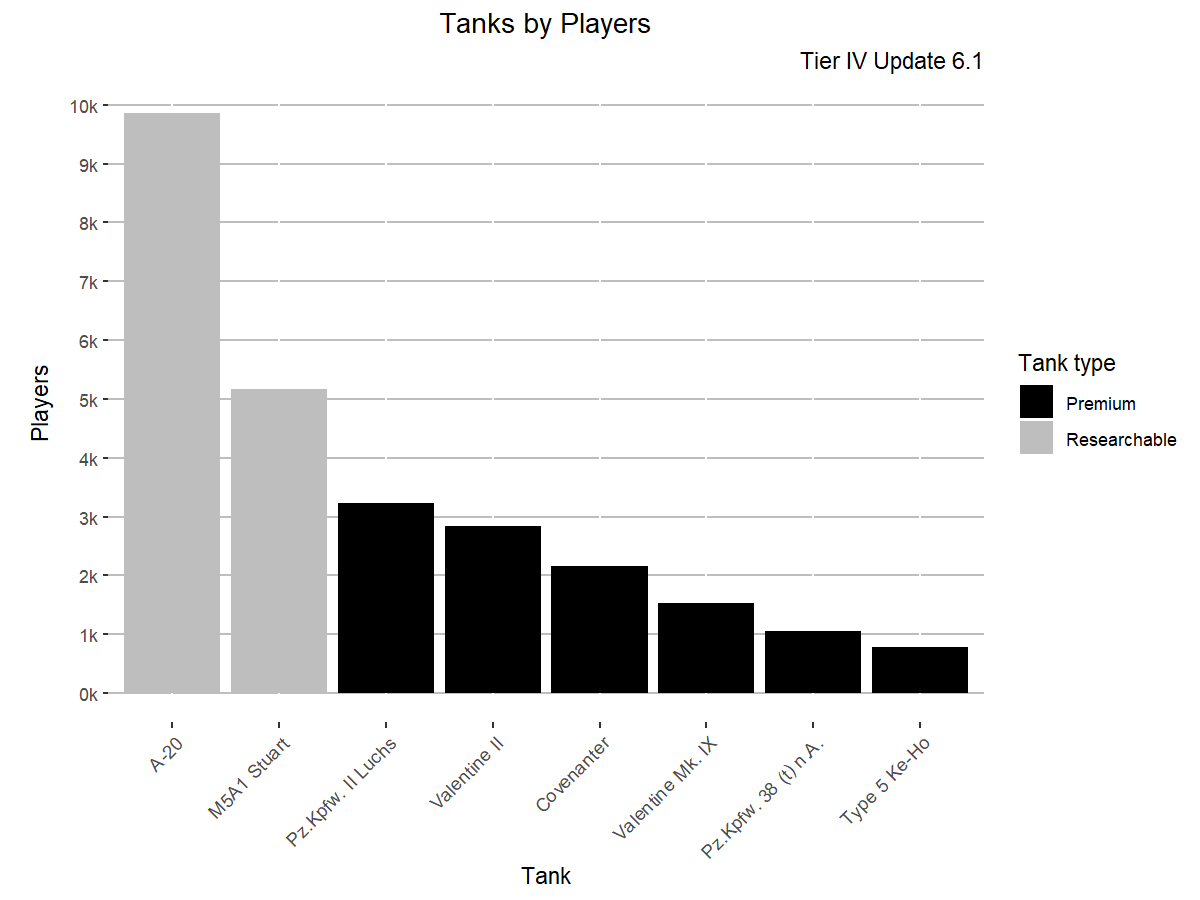 Tanks by Players
Tier IV Update 6.1
10k
9k
8k
7k
6k
5k
4k
3k
2k
1k
0k
Players
A-20
M5A1 Stuart
Pz.Kpfw. II Luchs
Valentine II
Covenanter
Valentine Mk. IX
Pz.Kpfw. 38 (t) n A.
Type 5 Ke-Ho
Tank
Tank type
Premium
Researchable